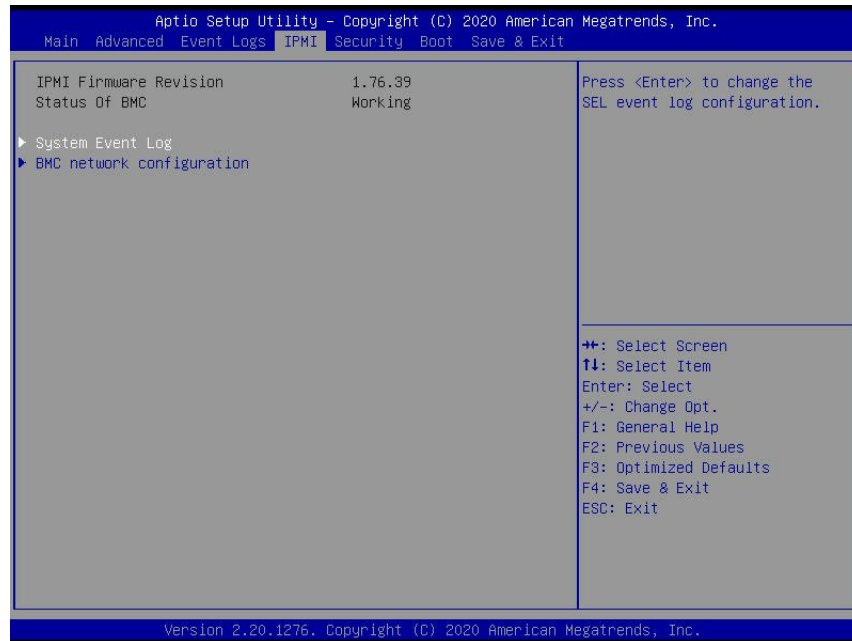 Aptio Setup Utility – Copyright (C) 2020 American Megatrends, Inc.
Main Advanced Event Logs IPMI Security Boot Save & Exit
IPMI Firmware Revision 1.76.39
Status Of BMC Working
System Event Log
BMC network configuration
Press <Enter> to change the
SEL event log configuration.
→←: Select Screen
↑↓: Select Item
Enter: Select
+/-: Change Opt.
F1: General Help
F2: Previous Values
F3: Optimized Defaults
F4: Save & Exit
ESC: Exit
Version 2.20.1276. Copyright (C) 2020 American Megatrends, Inc.